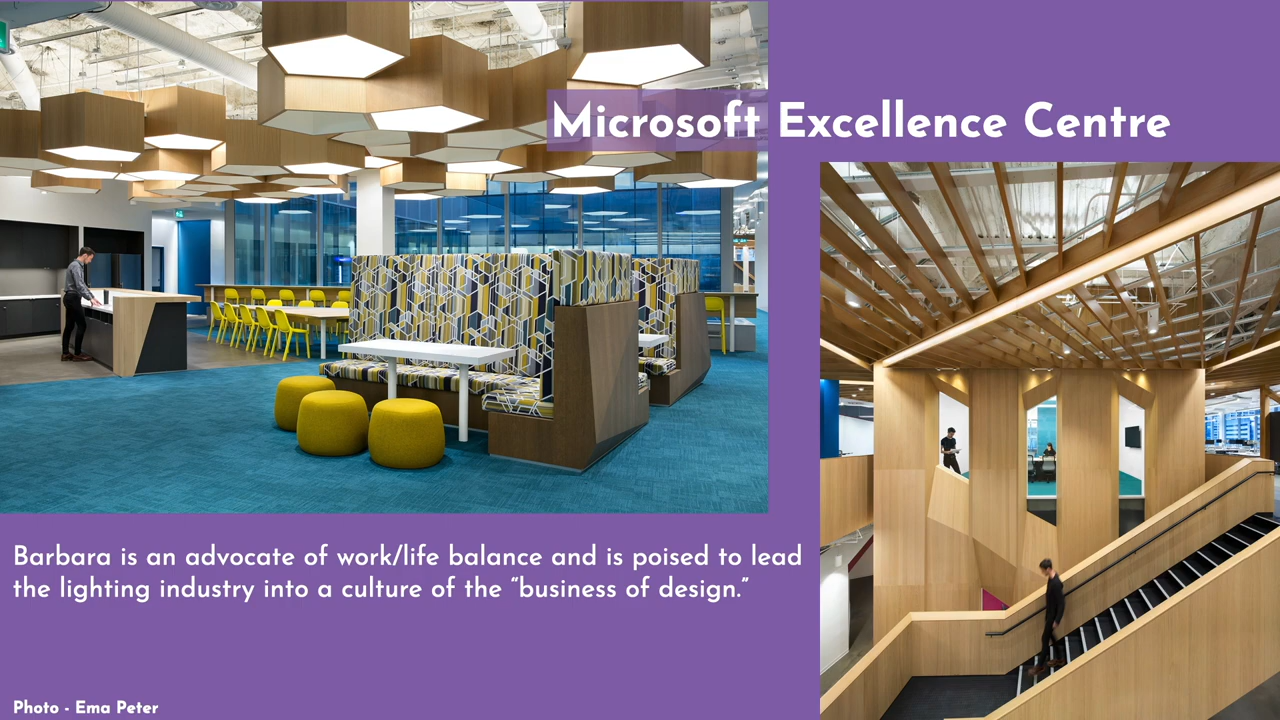 Microsoft Excellence Centre
Barbara is an advocate of work/life balance and is poised to lead
the lighting industry into a culture of the “business of design.”
Photo - Ema Peter